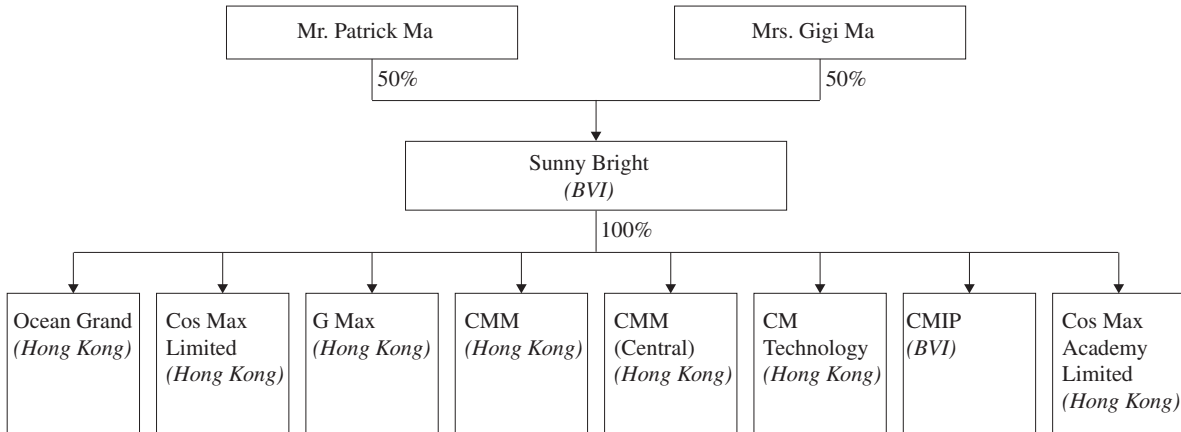 Mr. Patrick Ma
Mrs. Gigi Ma
50%
50%
Sunny Bright
(BVI)
100%
Ocean Grand
(Hong Kong)
Cos Max
Limited
(Hong Kong)
G Max
(Hong Kong)
CMM
(Hong Kong)
CMM
(Central)
(Hong Kong)
CM
Technology
(Hong Kong)
CMIP
(BVI)
Cos Max
Academy
Limited
(Hong Kong)